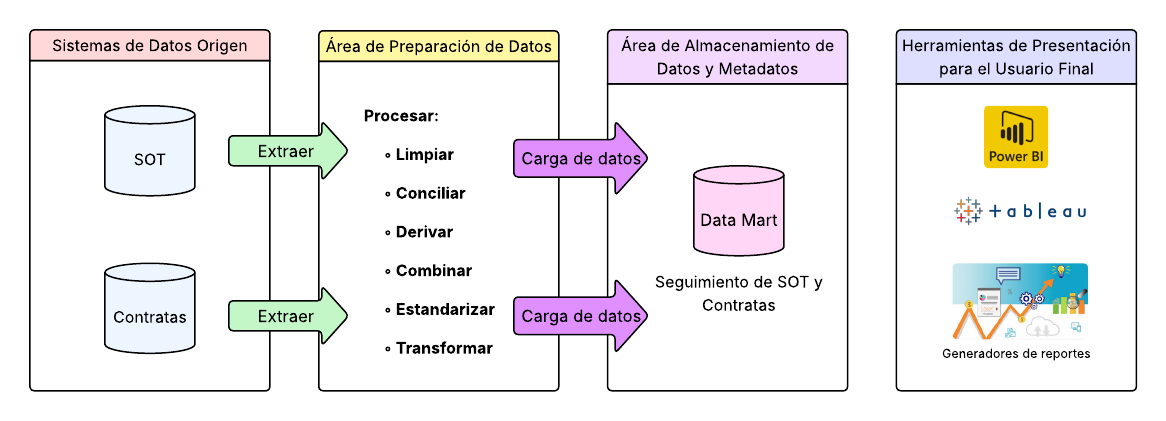 Sistemas de Datos Origen
SOT
Contratas
Extraer
Extraer
Área de Preparación de Datos
Procesar:
Limpiar
Conciliar
Derivar
Combinar
Estandarizar
Transformar
Carga de datos
Carga de datos
Área de Almacenamiento de
Datos y Metadatos
Data Mart
Seguimiento de SOT y
Contratas
Herramientas de Presentación
para el Usuario Final
Power BI
+ableau
Generadores de reportes